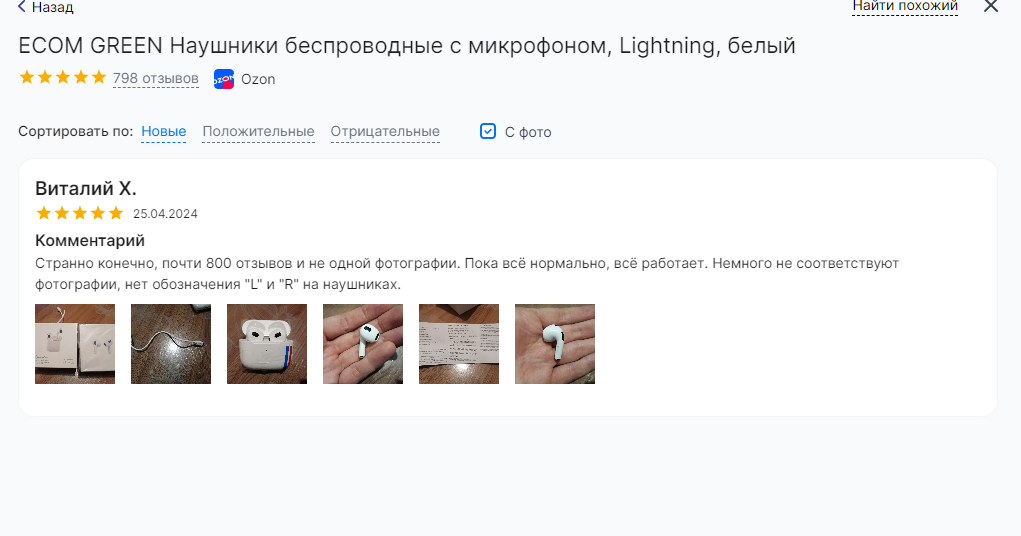 Назад
Найти похожий
ECOM GREEN Наушники беспроводные с микрофоном, Lightning, белый
798 отзывов
OZON
Ozon
Сортировать по: Новые Положительные Отрицательные С фото
Виталий Х.
25.04.2024
Комментарий
Странно конечно, почти 800 отзывов и не одной фотографии. Пока всё нормально, всё работает. Немного не соответствуют
фотографии, нет обозначения "L" и "R" на наушниках.